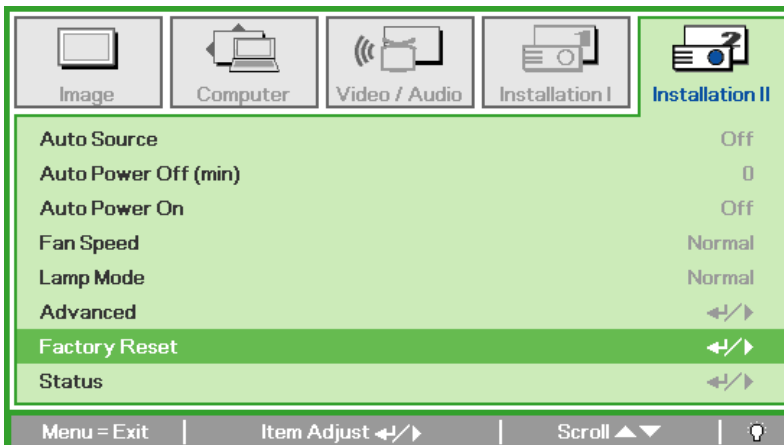 Image Computer Video / Audio Installation I Installation II
Auto Source Off
Auto Power Off (min) 0
Auto Power On Off
Fan Speed Normal
Lamp Mode Normal
Advanced
Factory Reset
Status
Menu = Exit Item Adjust Scroll